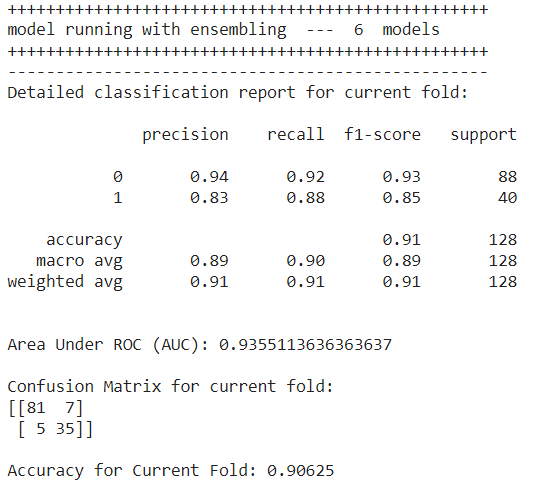 ++++++++++++++++++++++++++++++++++++++++++++++++++
model running with ensembling  ---  6  models
++++++++++++++++++++++++++++++++++++++++++++++++++
--------------------------------------------------
Detailed classification report for current fold:
              precision    recall  f1-score   support
           0       0.94      0.92      0.93        88
           1       0.83      0.88      0.85        40
    accuracy                           0.91       128
   macro avg       0.89      0.90      0.89       128
weighted avg       0.91      0.91      0.91       128
Area Under ROC (AUC): 0.9355113636363637
Confusion Matrix for current fold:
[[81  7]
 [ 5 35]]
Accuracy for Current Fold: 0.90625